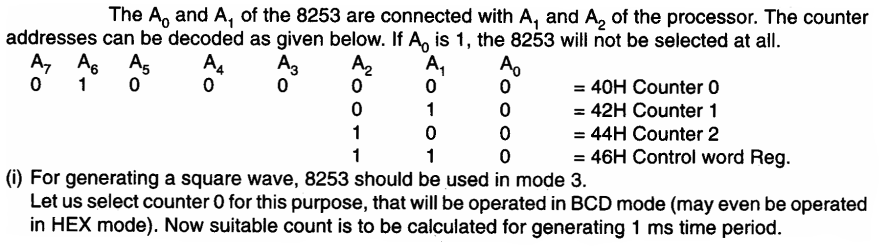 The A₀ and A₁ of the 8253 are connected with A₁ and A₂ of the processor. The counter
addresses can be decoded as given below. If A₀ is 1, the 8253 will not be selected at all.
A₇ A₆ A₅ A₄ A₃ A₂ A₁ A₀
0 1 0 0 0 0 0 0 = 40H Counter 0
0 1 0 = 42H Counter 1
1 0 0 = 44H Counter 2
1 1 0 = 46H Control word Reg.
(i) For generating a square wave, 8253 should be used in mode 3.
Let us select counter 0 for this purpose, that will be operated in BCD mode (may even be operated
in HEX mode). Now suitable count is to be calculated for generating 1 ms time period.